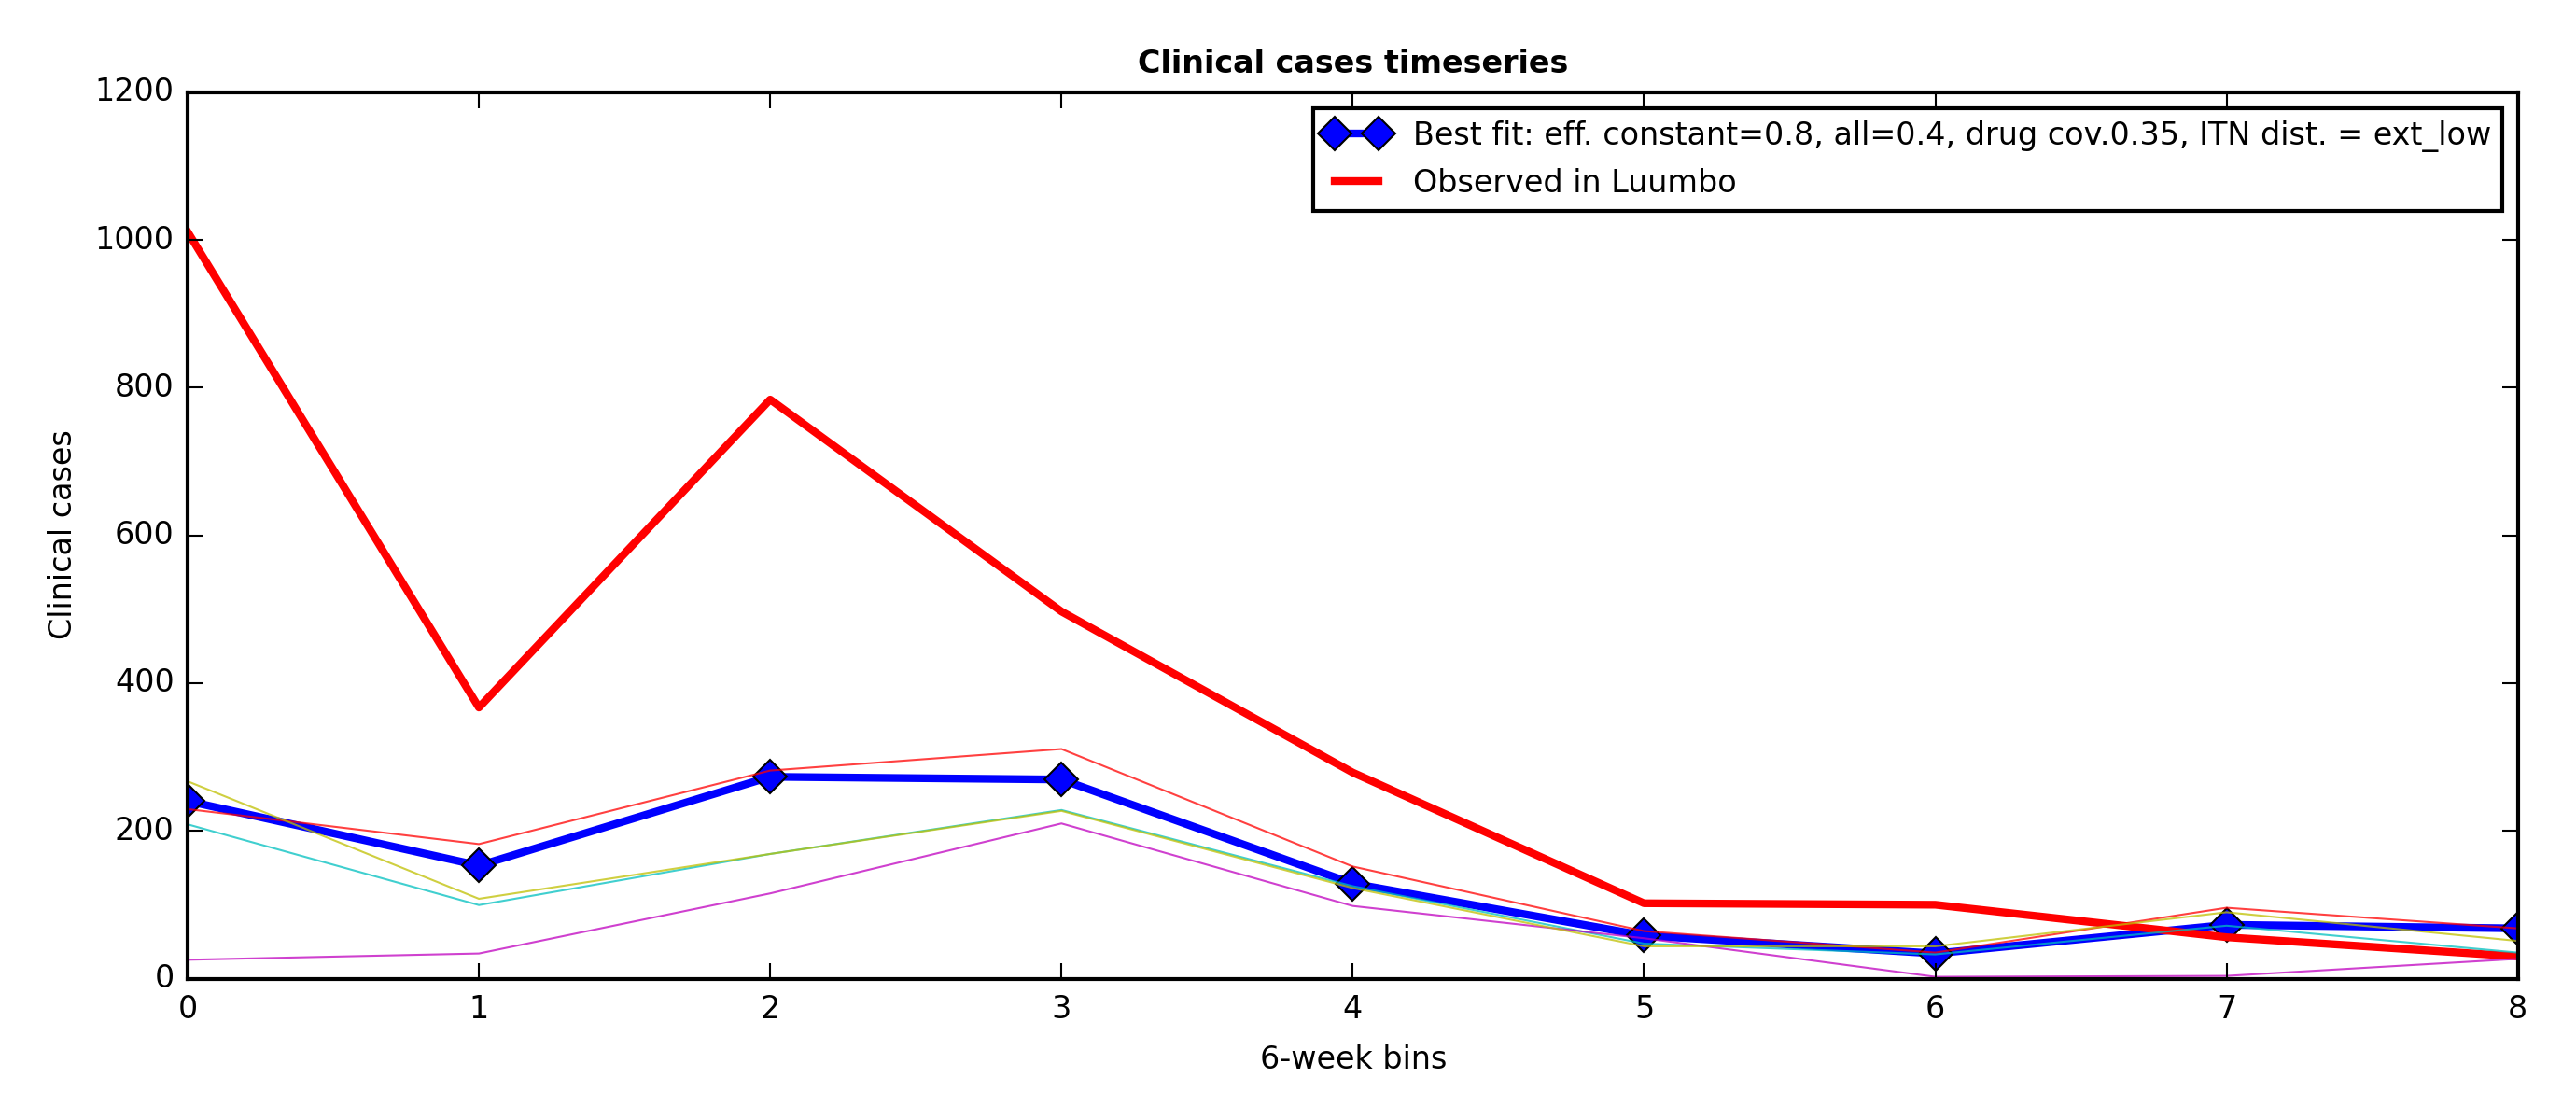 Clinical cases timeseries
1200
1000
800
600
400
200
0
Clinical cases
Best fit: eff. constant=0.8, all=0.4, drug cov.0.35, ITN dist. = ext_low
Observed in Luumbo
0 1 2 3 4 5 6 7 8
6-week bins